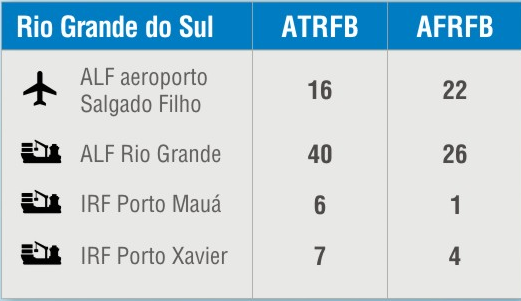 Rio Grande do Sul ATRFB AFRFB
ALF aeroporto
Salgado Filho 16 22
ALF Rio Grande 40 26
IRF Porto Mauá 6 1
IRF Porto Xavier 7 4